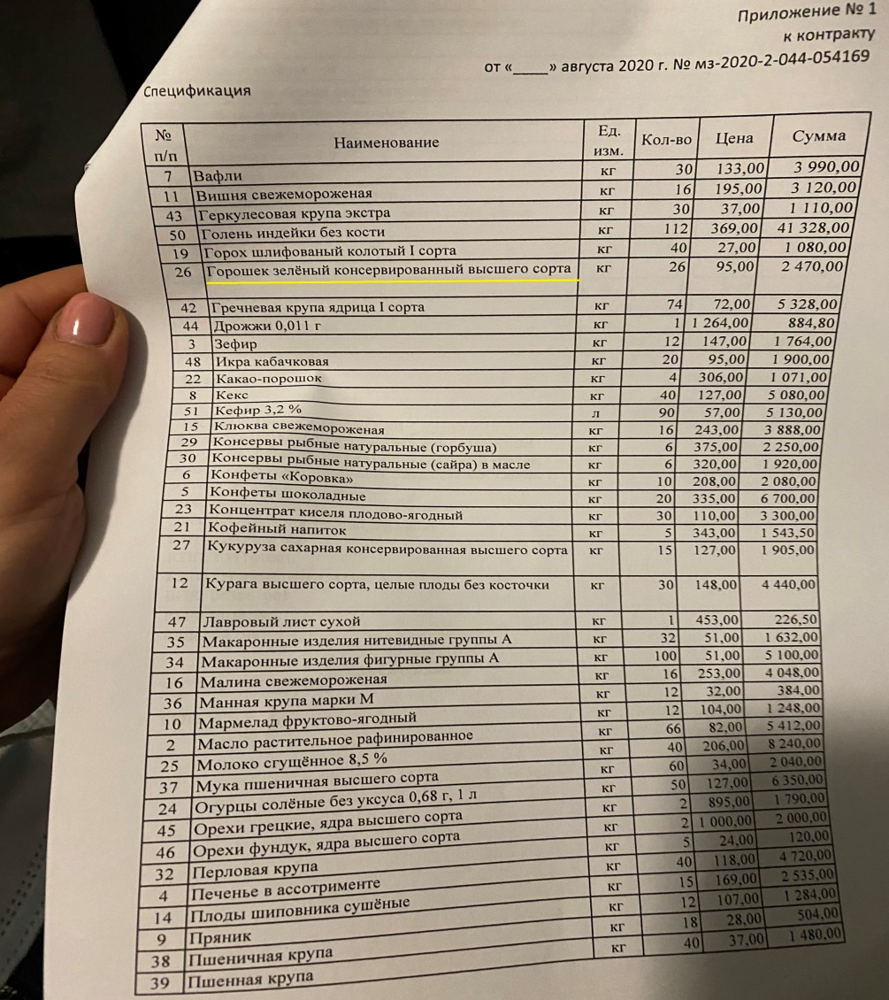 Приложение № 1
к контракту
от «____» августа 2020 г. № мз-2020-2-044-054169
Спецификация
№ п/п Наименование Ед. изм. Кол-во Цена Сумма
7 Вафли кг 30 133,00 3 990,00
11 Вишня свежемороженая кг 16 195,00 3 120,00
43 Геркулесовая крупа экстра кг 30 37,00 1 110,00
50 Голень индейки без кости кг 112 369,00 41 328,00
19 Горох шлифованый колотый I сорта кг 40 27,00 1 080,00
26 Горошек зелёный консервированный высшего сорта кг 26 95,00 2 470,00
42 Гречневая крупа ядрица I сорта кг 74 72,00 5 328,00
44 Дрожжи 0,011 г кг 1 1 264,00 884,80
3 Зефир кг 12 147,00 1 764,00
48 Икра кабачковая кг 20 95,00 1 900,00
22 Какао-порошок кг 4 306,00 1 071,00
8 Кекс кг 40 127,00 5 080,00
51 Кефир 3,2 % л 90 57,00 5 130,00
15 Клюква свежемороженая кг 16 243,00 3 888,00
29 Консервы рыбные натуральные (горбуша) кг 6 375,00 2 250,00
30 Консервы рыбные натуральные (сайра) в масле кг 6 320,00 1 920,00
6 Конфеты «Коровка» кг 10 208,00 2 080,00
5 Конфеты шоколадные кг 20 335,00 6 700,00
23 Концентрат киселя плодово-ягодный кг 30 110,00 3 300,00
21 Кофейный напиток кг 5 343,00 1 543,50
27 Кукуруза сахарная консервированная высшего сорта кг 15 127,00 1 905,00
12 Курага высшего сорта, целые плоды без косточки кг 30 148,00 4 440,00
47 Лавровый лист сухой кг 1 453,00 226,50
35 Макаронные изделия нитевидные группы А кг 32 51,00 1 632,00
34 Макаронные изделия фигурные группы А кг 100 51,00 5 100,00
16 Малина свежемороженая кг 16 253,00 4 048,00
36 Манная крупа марки М кг 12 32,00 384,00
10 Мармелад фруктово-ягодный кг 12 104,00 1 248,00
2 Масло растительное рафинированное кг 66 82,00 5 412,00
25 Молоко сгущённое 8,5 % кг 40 206,00 8 240,00
37 Мука пшеничная высшего сорта кг 60 34,00 2 040,00
24 Огурцы солёные без уксуса 0,68 г, 1 л кг 50 127,00 6 350,00
45 Орехи грецкие, ядра высшего сорта кг 2 895,00 1 790,00
46 Орехи фундук, ядра высшего сорта кг 2 1 000,00 2 000,00
32 Перловая крупа кг 5 24,00 120,00
4 Печенье в ассотрименте кг 40 118,00 4 720,00
14 Плоды шиповника сушёные кг 15 169,00 2 535,00
9 Пряник кг 12 107,00 1 284,00
38 Пшеничная крупа кг 18 28,00 504,00
39 Пшенная крупа кг 40 37,00 1 480,00